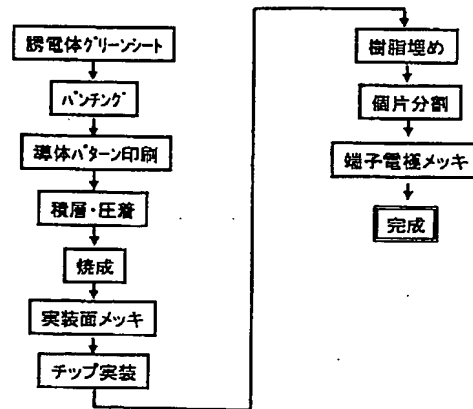 誘電体グリーンシート
パンチング
導体パターン印刷
積層・圧着
焼成
実装面メッキ
チップ実装
樹脂埋め
個片分割
端子電極メッキ
完成